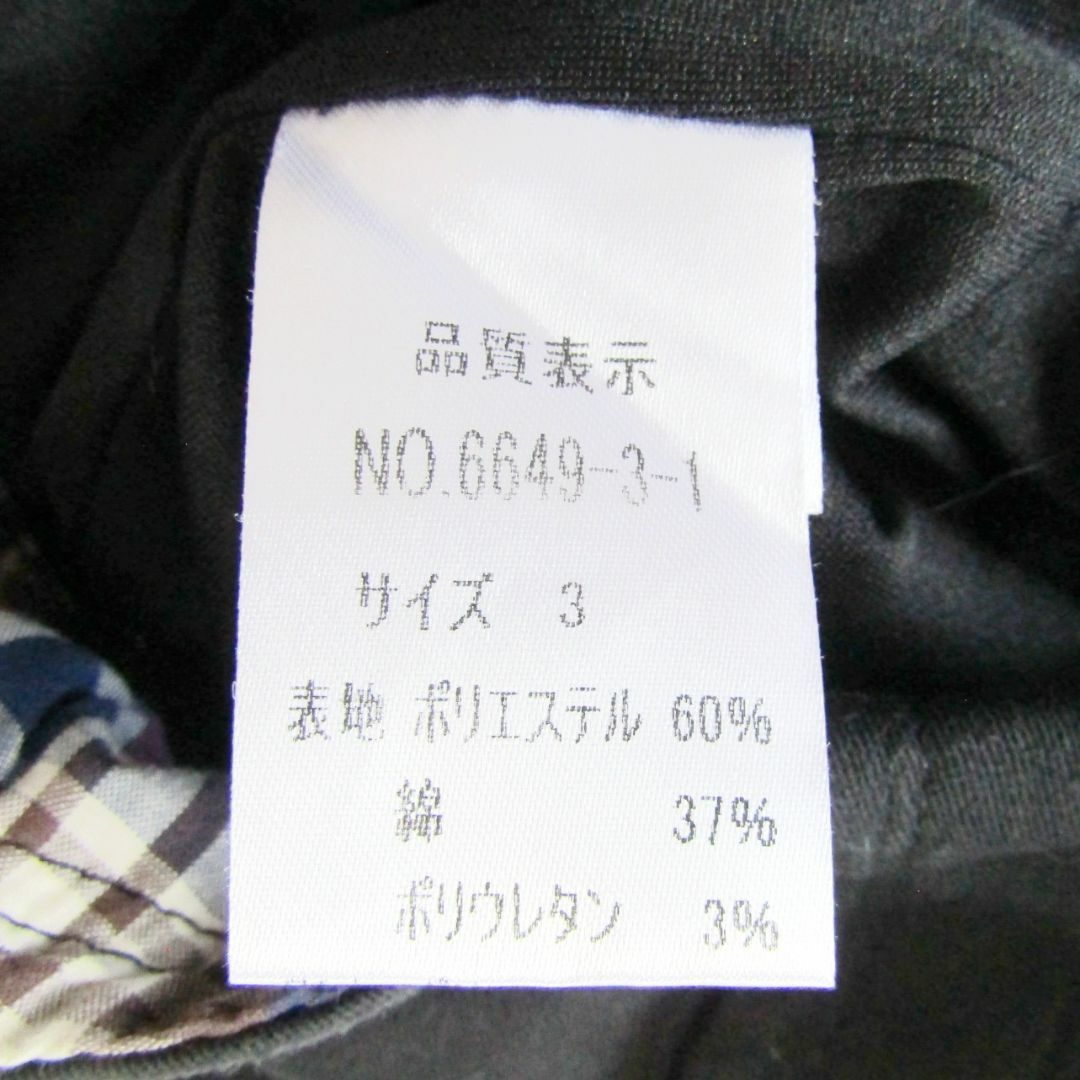 品質表示
NO.6649-3-1
サイズ 3
表地 ポリエステル 60%
綿 37%
ポリウレタン 3%